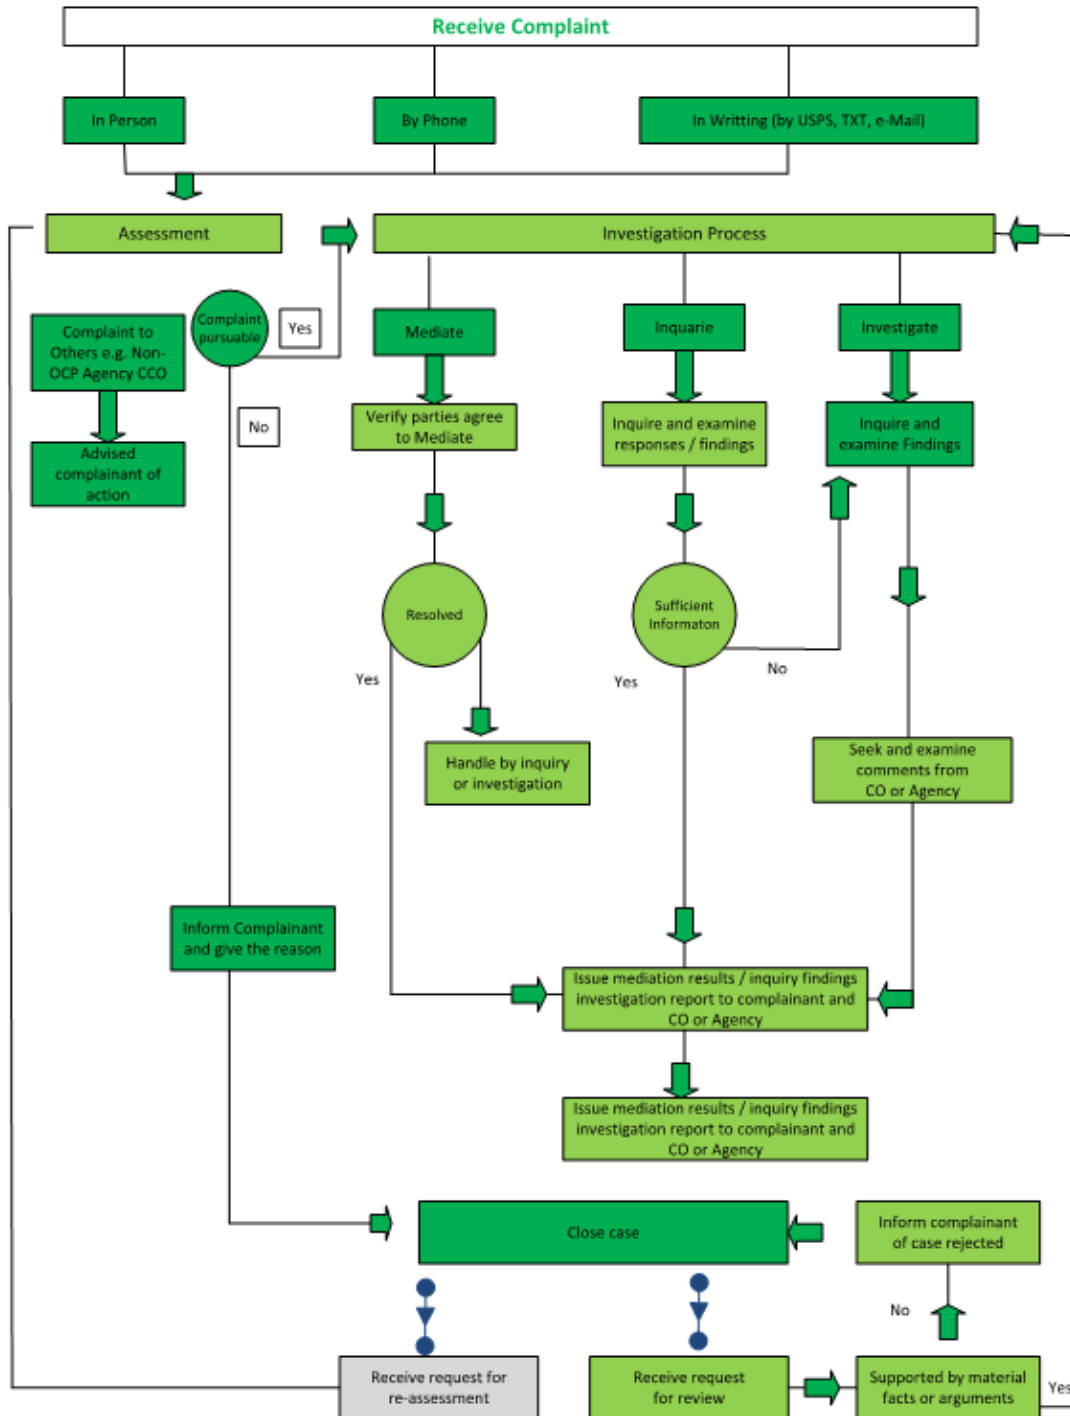 Receive Complaint
In Person
By Phone
In Writting (by USPS, TXT, e-Mail)
Assessment
Investigation Process
Complaint to
Others e.g. Non-
OCP Agency CCO
Complaint
pursuable
Yes
Mediate
Inquarie
Investigate
No
Advised
complainant of
action
Verify parties agree
to Mediate
Inquire and examine
responses / findings
Inquire and
examine Findings
Resolved
Sufficient
Informaton
Yes
Yes
No
Handle by inquiry
or investigation
Seek and examine
comments from
CO or Agency
Inform Complainant
and give the reason
Issue mediation results / inquiry findings
investigation report to complainant and
CO or Agency
Issue mediation results / inquiry findings
investigation report to complainant and
CO or Agency
Close case
Inform complainant
of case rejected
No
Receive request for
re-assessment
Receive request
for review
Supported by material
facts or arguments
Yes